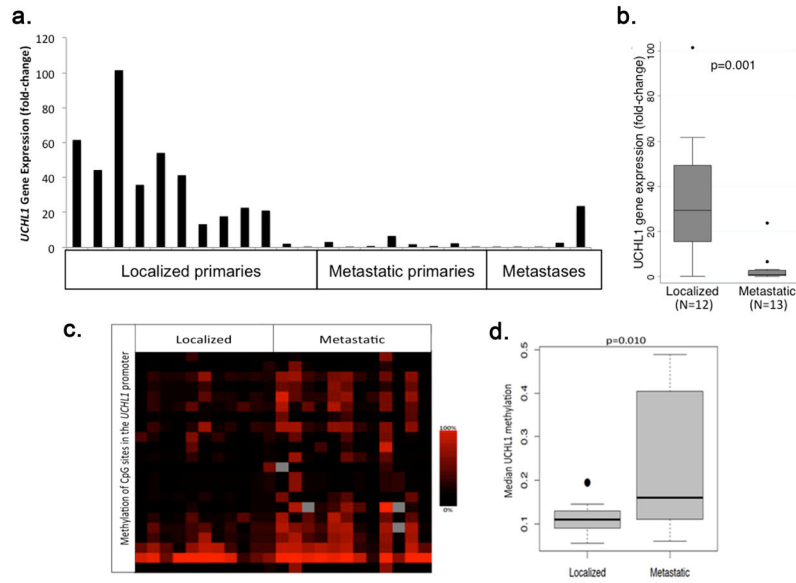 a.
UCHL1 Gene Expression (fold-change)
120
100
80
60
40
20
0
Localized primaries
Metastatic primaries
Metastases
b.
UCHL1 gene expression (fold-change)
100
80
60
40
20
0
p=0.001
Localized
(N=12)
Metastatic
(N=13)
c.
Methylation of CpG sites in the UCHL1 promoter
Localized
Metastatic
100%
0%
d.
p=0.010
Median UCHL1 methylation
0.5
0.4
0.3
0.2
0.1
Localized
Metastatic